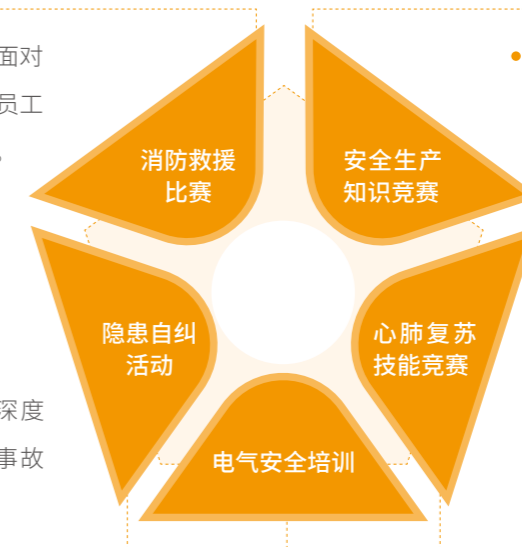 面对
员工
。
消防救援
比赛
安全生产
知识竞赛
隐患自纠
活动
心肺复苏
技能竞赛
深度
事故
电气安全培训